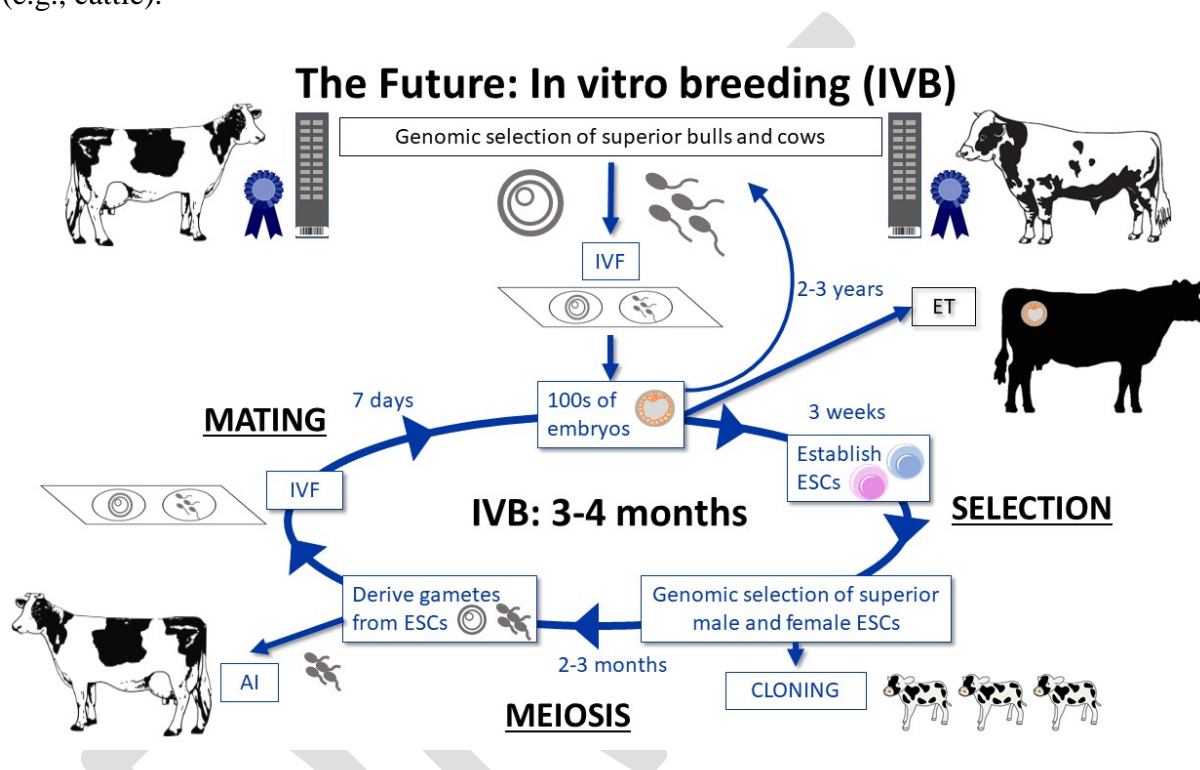 (e.g., cattle).
The Future: In vitro breeding (IVB)
Genomic selection of superior bulls and cows
IVF
2-3 years
ET
100s of
embryos
7 days
MATING
3 weeks
Establish
ESCs
IVF
IVB: 3-4 months
SELECTION
Derive gametes
from ESCs
Genomic selection of superior
male and female ESCs
2-3 months
AI
CLONING
MEIOSIS